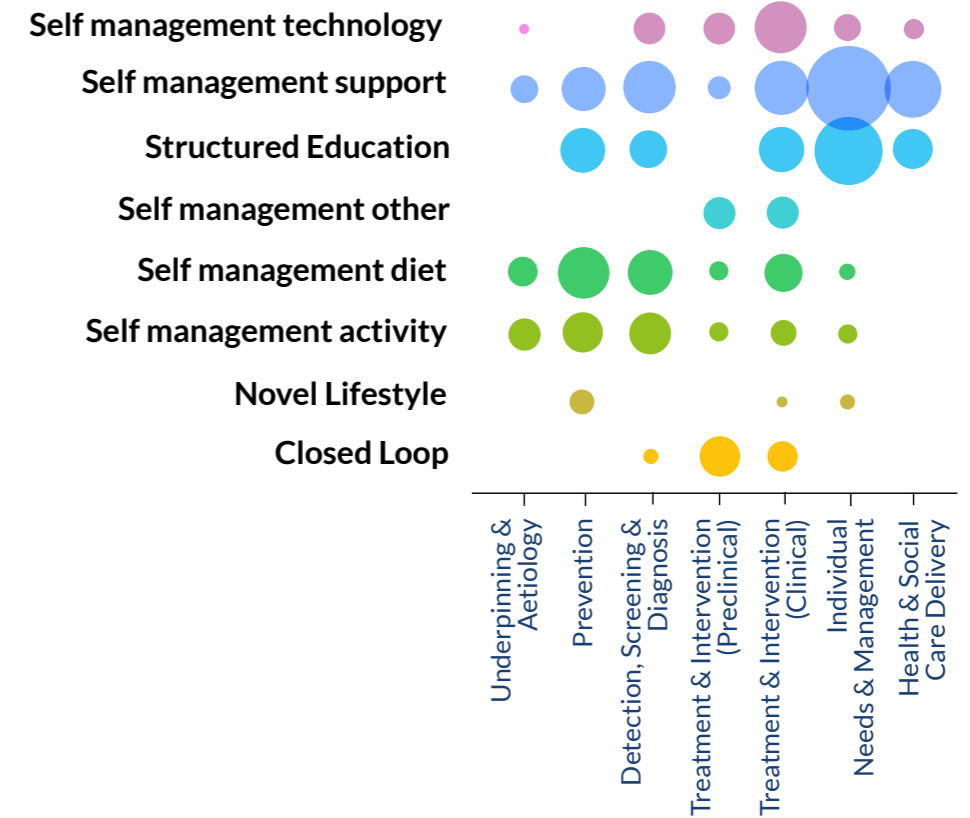 Self management technology
Self management support
Structured Education
Self management other
Self management diet
Self management activity
Novel Lifestyle
Closed Loop
Underpinning &
Aetiology
Prevention
Detection, Screening &
Diagnosis
Treatment & Intervention
(Preclinical)
Treatment & Intervention
(Clinical)
Individual
Needs & Management
Health & Social
Care Delivery